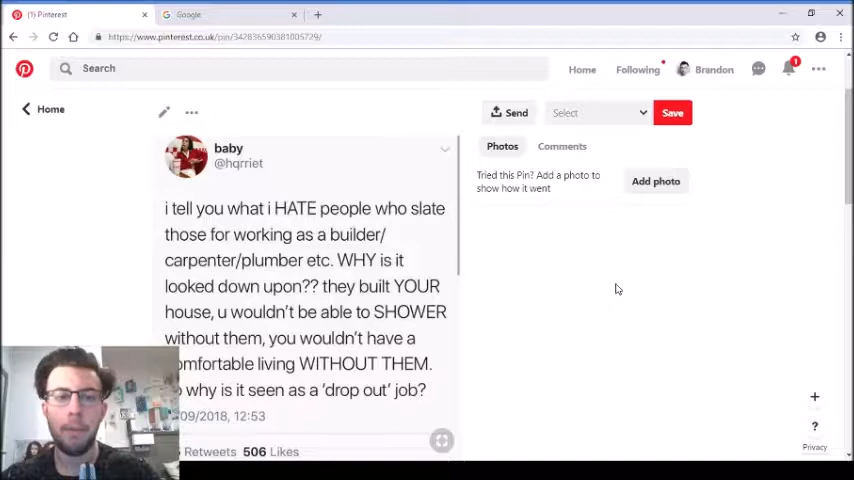 (1) Pinterest
Google
https://www.pinterest.co.uk/pin/342836590381005729/
Search
Home
Following
Brandon
1
Home
Send
Select
Save
Photos
Comments
Tried this Pin? Add a photo to
show how it went
Add photo
baby
@hqrriet
i tell you what i HATE people who slate
those for working as a builder/
carpenter/plumber etc. WHY is it
looked down upon?? they built YOUR
house, u wouldn't be able to SHOWER
without them, you wouldn't have a
omfortable living WITHOUT THEM.
why is it seen as a 'drop out' job?
09/2018, 12:53
Retweets 506 Likes
?
Privacy